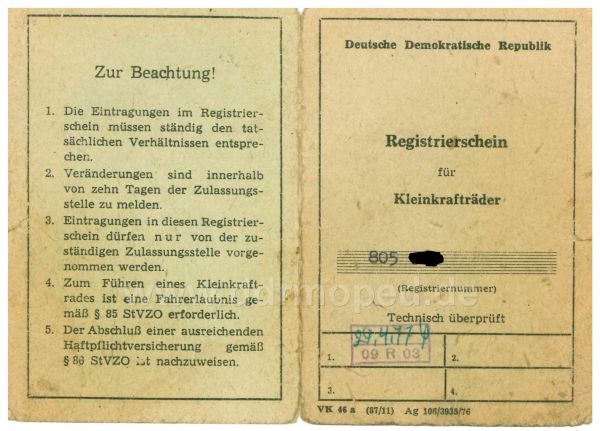 Zur Beachtung!
1. Die Eintragungen im Registrier-
schein müssen ständig den tat-
sächlichen Verhältnissen entspre-
chen.
2. Veränderungen sind innerhalb
von zehn Tagen der Zulassungs-
stelle zu melden.
3. Eintragungen in diesen Registrier-
schein dürfen nur von der zu-
ständigen Zulassungsstelle vorge-
nommen werden.
4. Zum Führen eines Kleinkraft-
rades ist eine Fahrerlaubnis ge-
mäß § 85 StVZO erforderlich.
5. Der Abschluß einer ausreichenden
Haftpflichtversicherung gemäß
§ 86 StVZO ist nachzuweisen.
Deutsche Demokratische Republik
Registrierschein
für
Kleinkrafträder
805
(Registriernummer)
Technisch überprüft
1. 29.4.77
09 R 03
2.
3.
4.
VK 46 a (87/11) Ag 106/3935/76